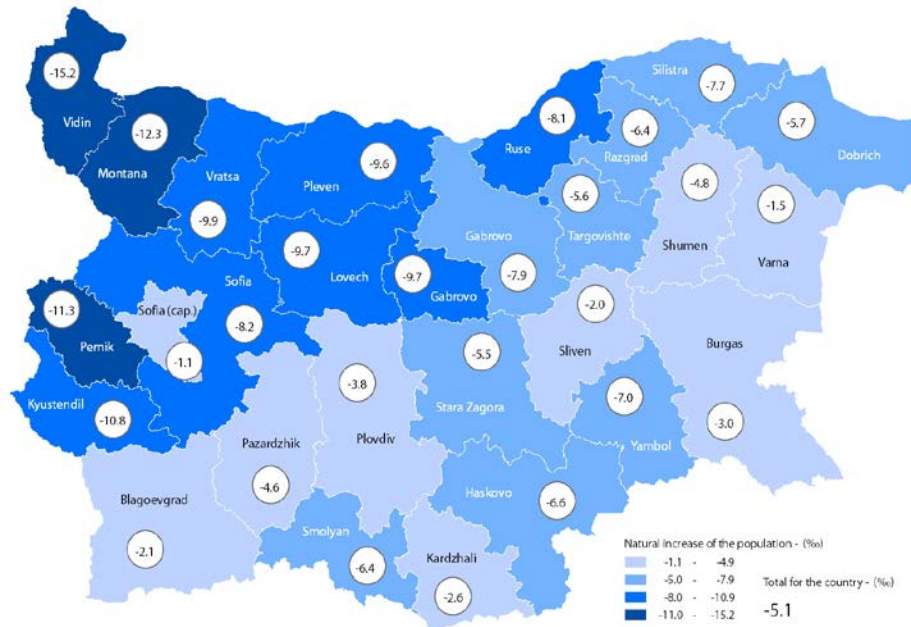 -15.2
Vidin
-12.3
Montana
Vratsa
-9.9
Pleven
-9.6
-8.1
Ruse
Silistra
-7.7
-6.4
Razgrad
-5.7
Dobrich
-5.6
Targovishte
-4.8
Shumen
-1.5
Varna
Gabrovo
-7.9
-9.7
Lovech
-9.7
Gabrovo
Sofia
-8.2
Sofia (cap.)
-1.1
-11.3
Pernik
Kyustendil
-10.8
-2.0
Sliven
Burgas
-3.0
-5.5
Stara Zagora
-7.0
Yambol
-3.8
Plovdiv
Pazardzhik
-4.6
Blagoevgrad
-2.1
Smolyan
-6.4
Haskovo
-6.6
Kardzhali
-2.6
Natural increase of the population - (‰)
-1.1 - -4.9
-5.0 - -7.9
-8.0 - -10.9
-11.0 - -15.2
Total for the country - (‰)
-5.1